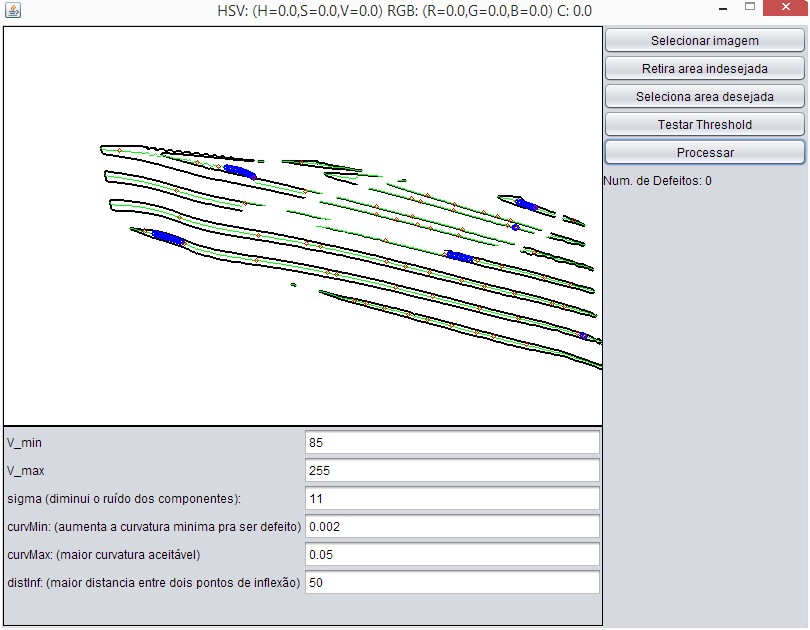 HSV: (H=0.0,S=0.0,V=0.0) RGB: (R=0.0,G=0.0,B=0.0) C: 0.0
Selecionar imagem
Retira area indesejada
Seleciona area desejada
Testar Threshold
Processar
Num. de Defeitos: 0
V_min 85
V_max 255
sigma (diminui o ruído dos componentes): 11
curvMin: (aumenta a curvatura minima pra ser defeito) 0.002
curvMax: (maior curvatura aceitável) 0.05
distInf: (maior distancia entre dois pontos de inflexão) 50